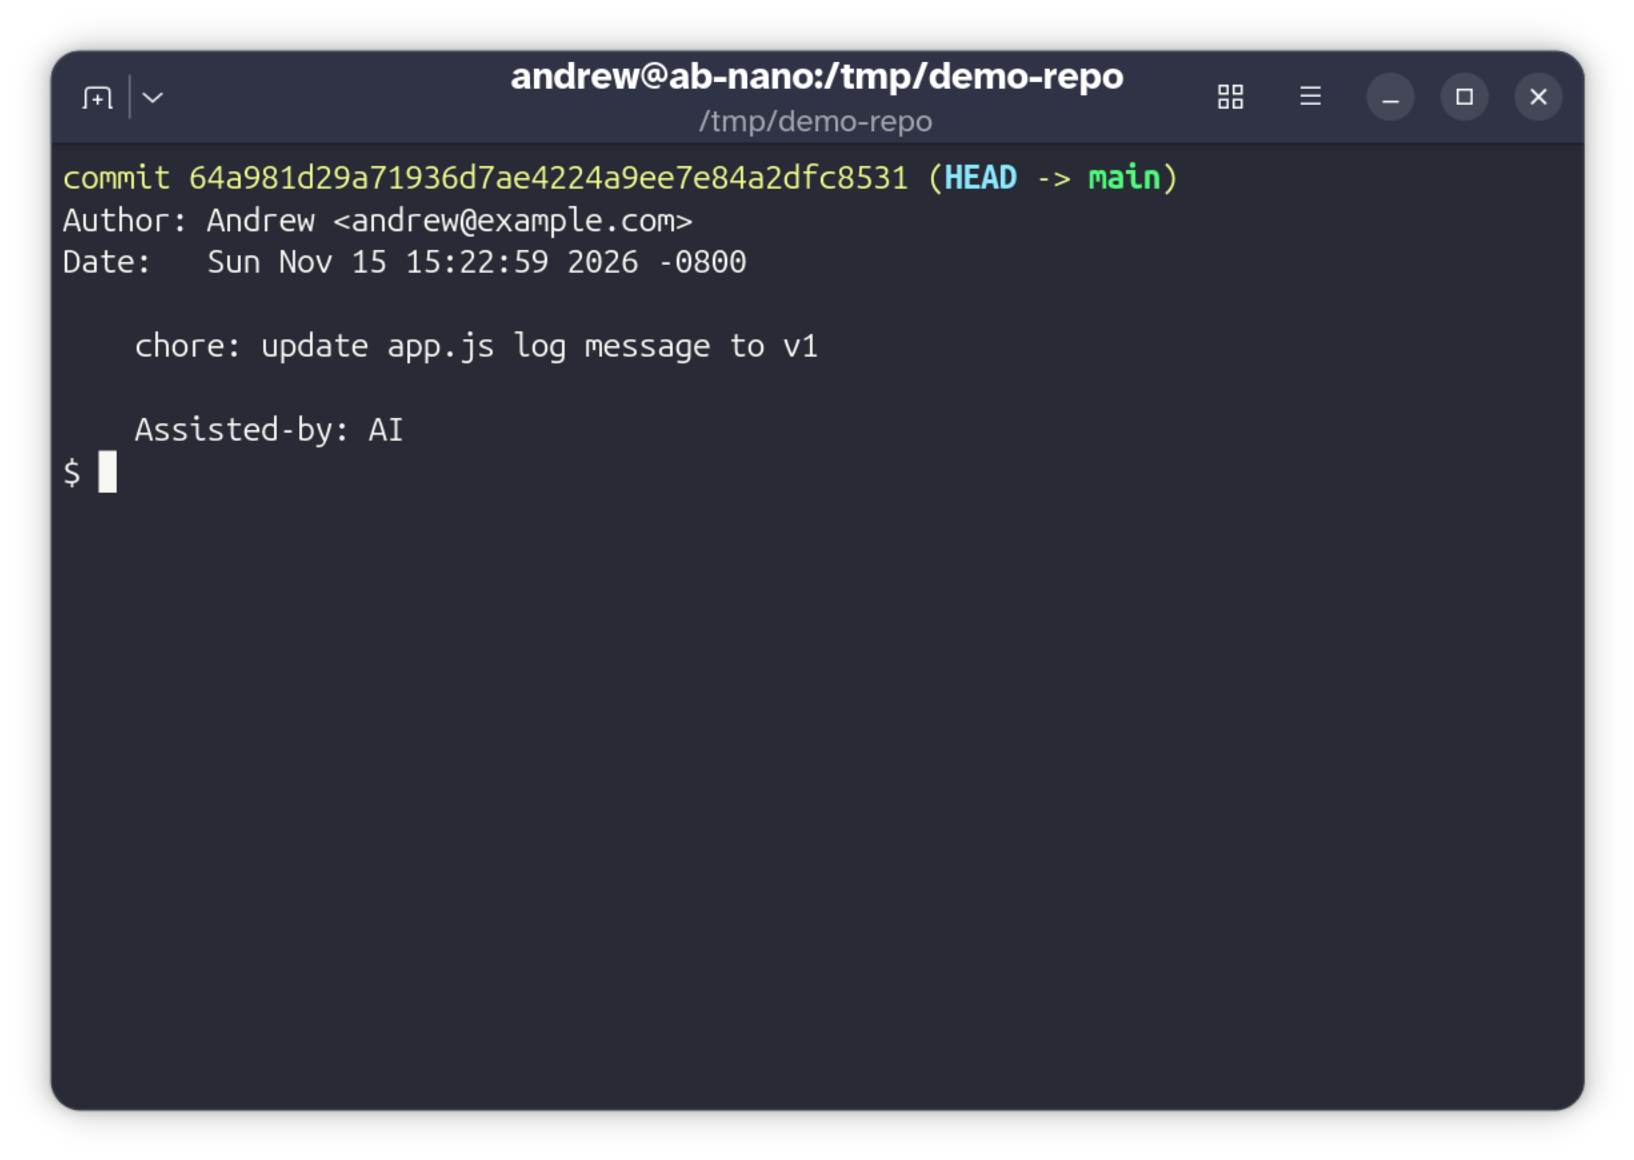 andrew@ab-nano:/tmp/demo-repo
/tmp/demo-repo
commit 64a981d29a71936d7ae4224a9ee7e84a2dfc8531 (HEAD -> main)
Author: Andrew <andrew@example.com>
Date:   Sun Nov 15 15:22:59 2026 -0800
    chore: update app.js log message to v1
    Assisted-by: AI
$